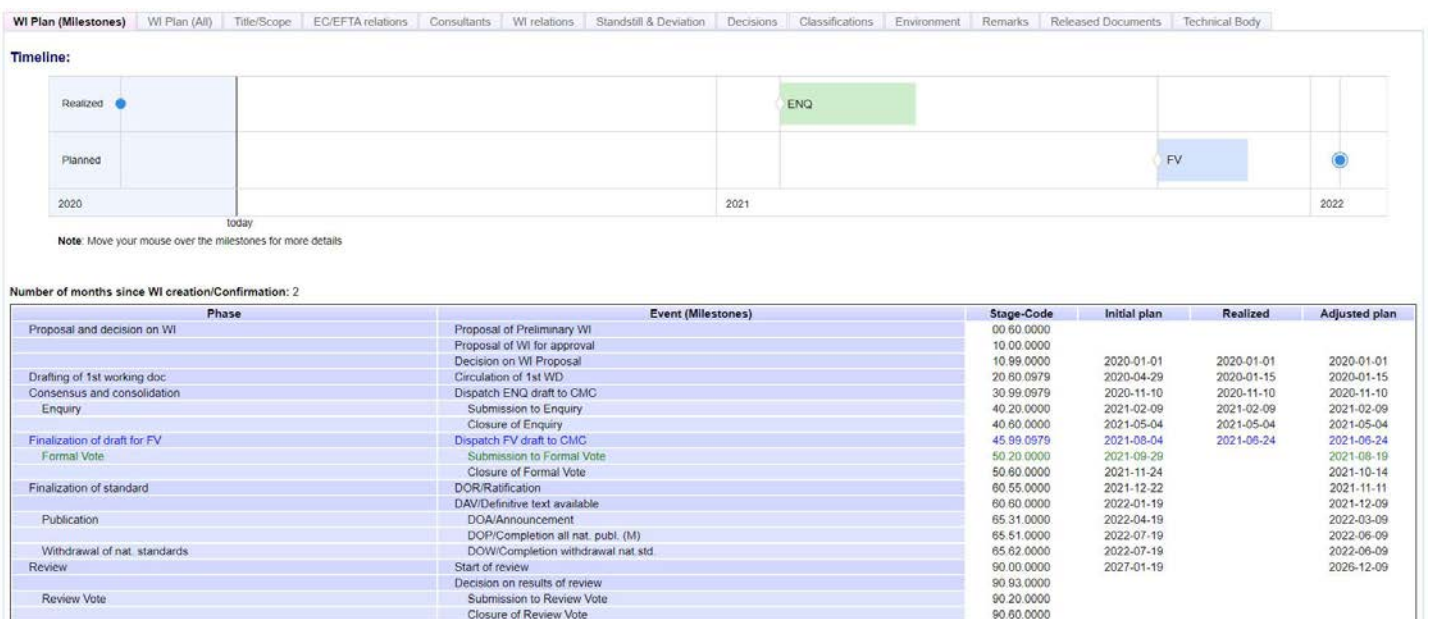 WI Plan (Milestones) WI Plan (All) Title/Scope EC/EFTA relations Consultants WI relations Standstill & Deviation Decisions Classifications Environment Remarks Released Documents Technical Body
Timeline:
Realized ENQ
Planned FV
2020 2021 2022
today
Note: Move your mouse over the milestones for more details
Number of months since WI creation/Confirmation: 2
Phase Event (Milestones) Stage-Code Initial plan Realized Adjusted plan
Proposal and decision on WI Proposal of Preliminary WI 00 60.0000
Proposal of WI for approval 10.00.0000
Decision on WI Proposal 10.99.0000 2020-01-01 2020-01-01 2020-01-01
Drafting of 1st working doc Circulation of 1st WD 20.60.0979 2020-04-29 2020-01-15 2020-01-15
Consensus and consolidation Dispatch ENQ draft to CMC 30.99.0979 2020-11-10 2020-11-10 2020-11-10
Enquiry Submission to Enquiry 40.20.0000 2021-02-09 2021-02-09 2021-02-09
Closure of Enquiry 40.60.0000 2021-05-04 2021-05-04 2021-05-04
Finalization of draft for FV Dispatch FV draft to CMC 45.99.0979 2021-08-04 2021-06-24 2021-06-24
Formal Vote Submission to Formal Vote 50.20.0000 2021-09-29 2021-08-19
Closure of Formal Vote 50.60.0000 2021-11-24 2021-10-14
Finalization of standard DOR/Ratification 60.55.0000 2021-12-22 2021-11-11
DAV/Definitive text available 60.60.0000 2022-01-19 2021-12-09
Publication DOA/Announcement 65.31.0000 2022-04-19 2022-03-09
DOP/Completion all nat. publ. (M) 65.51.0000 2022-07-19 2022-06-09
Withdrawal of nat. standards DOW/Completion withdrawal nat.std. 65.62.0000 2022-07-19 2022-06-09
Review Start of review 90.00.0000 2027-01-19 2026-12-09
Decision on results of review 90.93.0000
Review Vote Submission to Review Vote 90.20.0000
Closure of Review Vote 90.60.0000